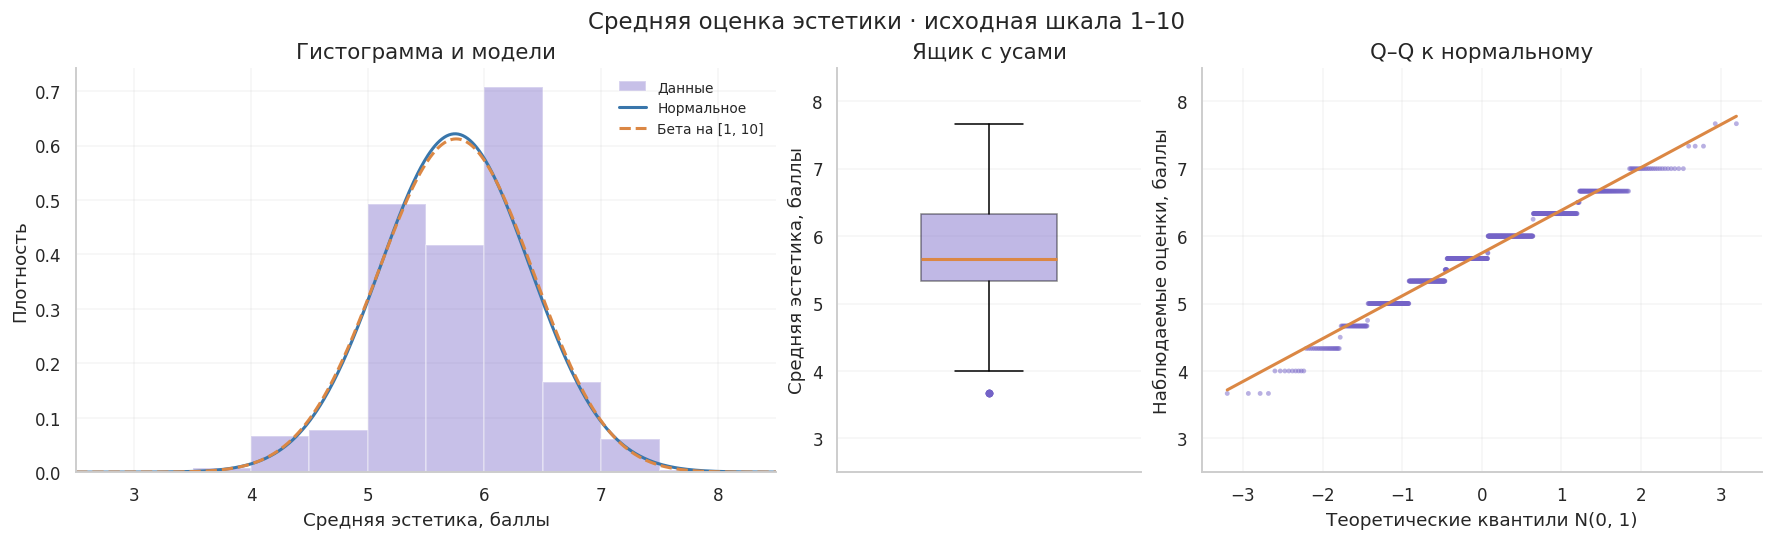 Средняя оценка эстетики · исходная шкала 1–10
Гистограмма и модели
Данные
Нормальное
Бета на [1, 10]
Плотность
0.7
0.6
0.5
0.4
0.3
0.2
0.1
0.0
3 4 5 6 7 8
Средняя эстетика, баллы
Ящик с усами
Средняя эстетика, баллы
8
7
6
5
4
3
Q–Q к нормальному
Наблюдаемые оценки, баллы
8
7
6
5
4
3
−3 −2 −1 0 1 2 3
Теоретические квантили N(0, 1)